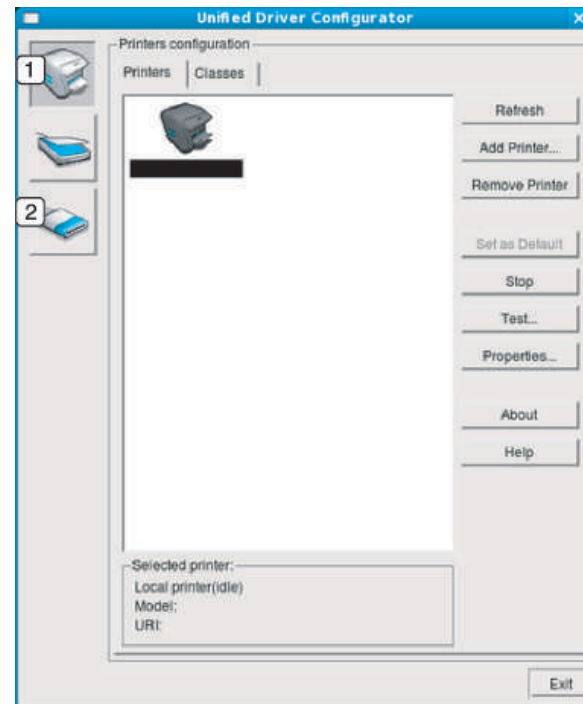 Unified Driver Configurator
Printers configuration
1
Printers
Classes
Refresh
Add Printer...
Remove Printer
2
Set as Default
Stop
Test...
Properties...
About
Help
Selected printer:
Local printer(idle)
Model:
URI:
Exit